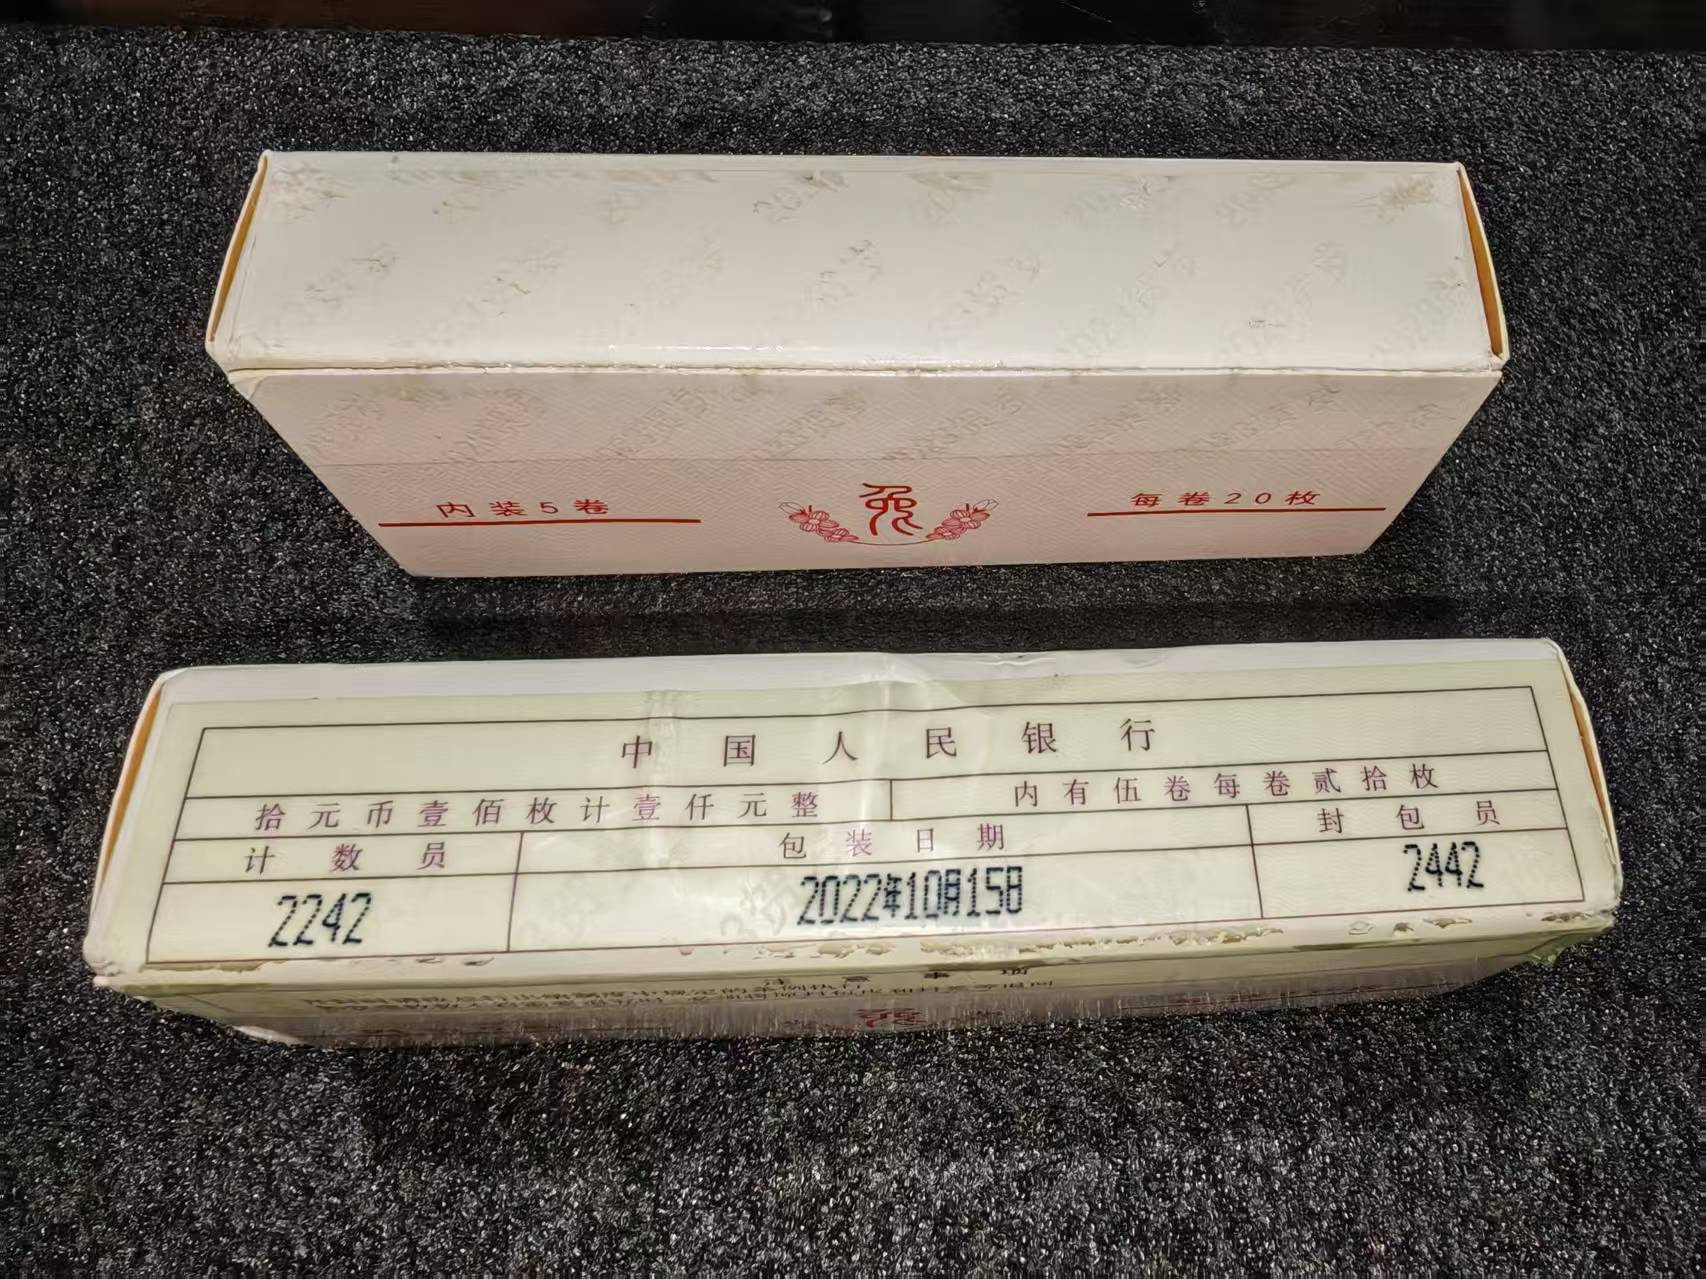 内装5卷
兔
每卷20枚
中国人民银行
拾元币壹佰枚计壹仟元整
内有伍卷每卷贰拾枚
计数员
包装日期
封包员
2242
2022年10月15日
2442